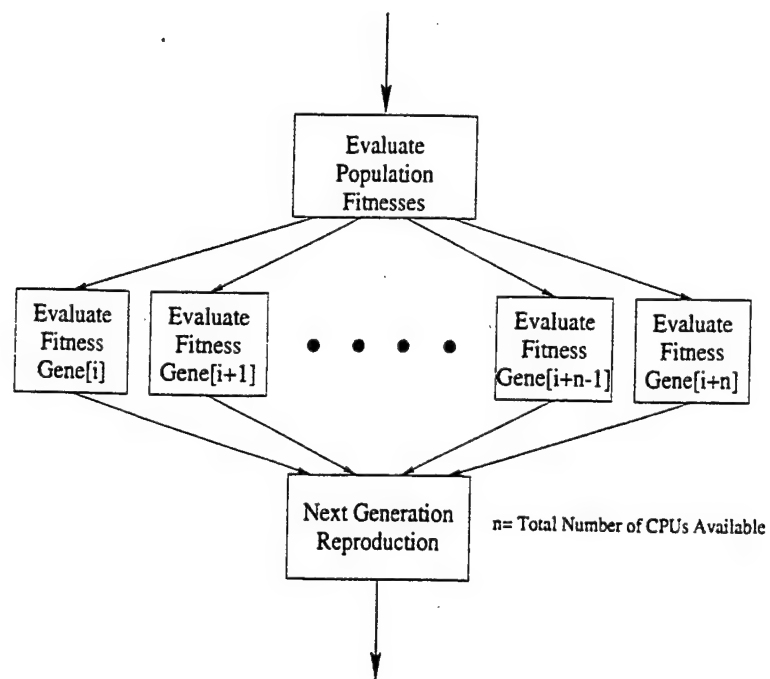 Evaluate
Population
Fitnesses
Evaluate
Fitness
Gene[i]
Evaluate
Fitness
Gene[i+1]
Evaluate
Fitness
Gene[i+n-1]
Evaluate
Fitness
Gene[i+n]
Next Generation
Reproduction
n= Total Number of CPUs Available